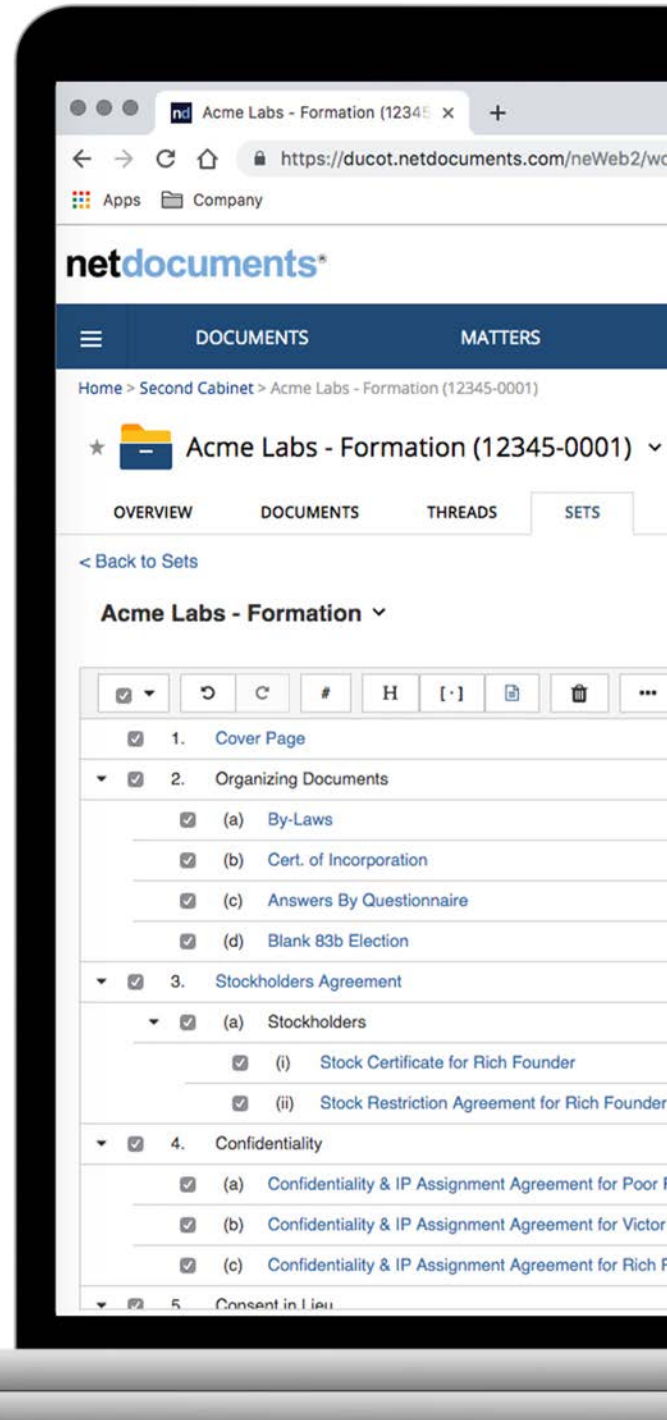 nd Acme Labs - Formation (12345 × +
https://ducot.netdocuments.com/neWeb2/wo
Apps Company
netdocuments®
DOCUMENTS MATTERS
Home > Second Cabinet > Acme Labs - Formation (12345-0001)
Acme Labs - Formation (12345-0001)
OVERVIEW DOCUMENTS THREADS SETS
< Back to Sets
Acme Labs - Formation
# H [·] •••
1. Cover Page
2. Organizing Documents
(a) By-Laws
(b) Cert. of Incorporation
(c) Answers By Questionnaire
(d) Blank 83b Election
3. Stockholders Agreement
(a) Stockholders
(i) Stock Certificate for Rich Founder
(ii) Stock Restriction Agreement for Rich Founder
4. Confidentiality
(a) Confidentiality & IP Assignment Agreement for Poor
(b) Confidentiality & IP Assignment Agreement for Victor
(c) Confidentiality & IP Assignment Agreement for Rich
5. Consent in Lieu